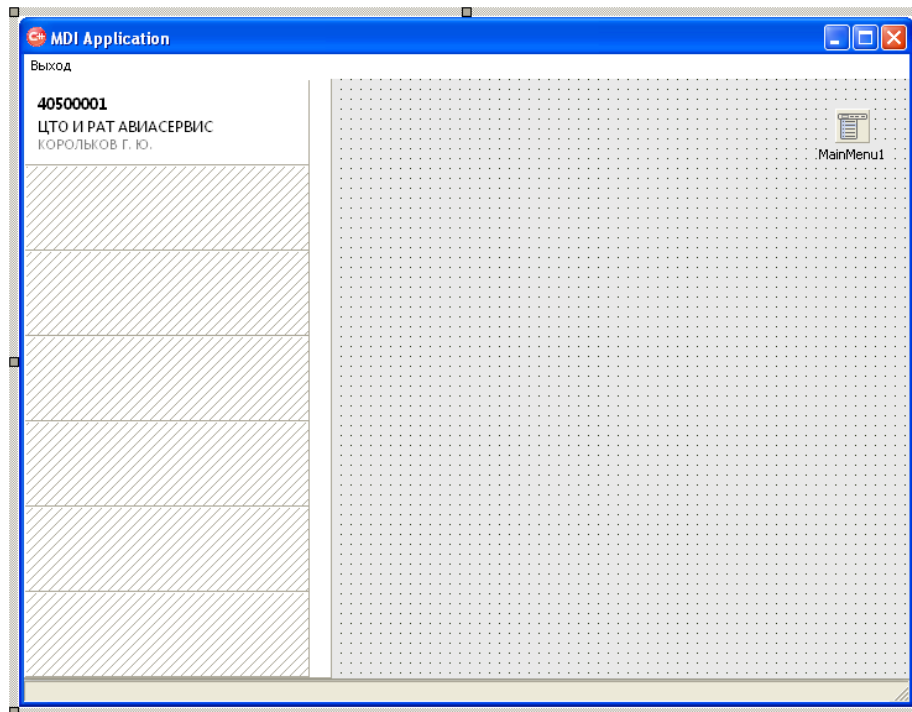 MDI Application
Выход
40500001
ЦТО И РАТ АВИАСЕРВИС
КОРОЛЬКОВ Г. Ю.
MainMenu1